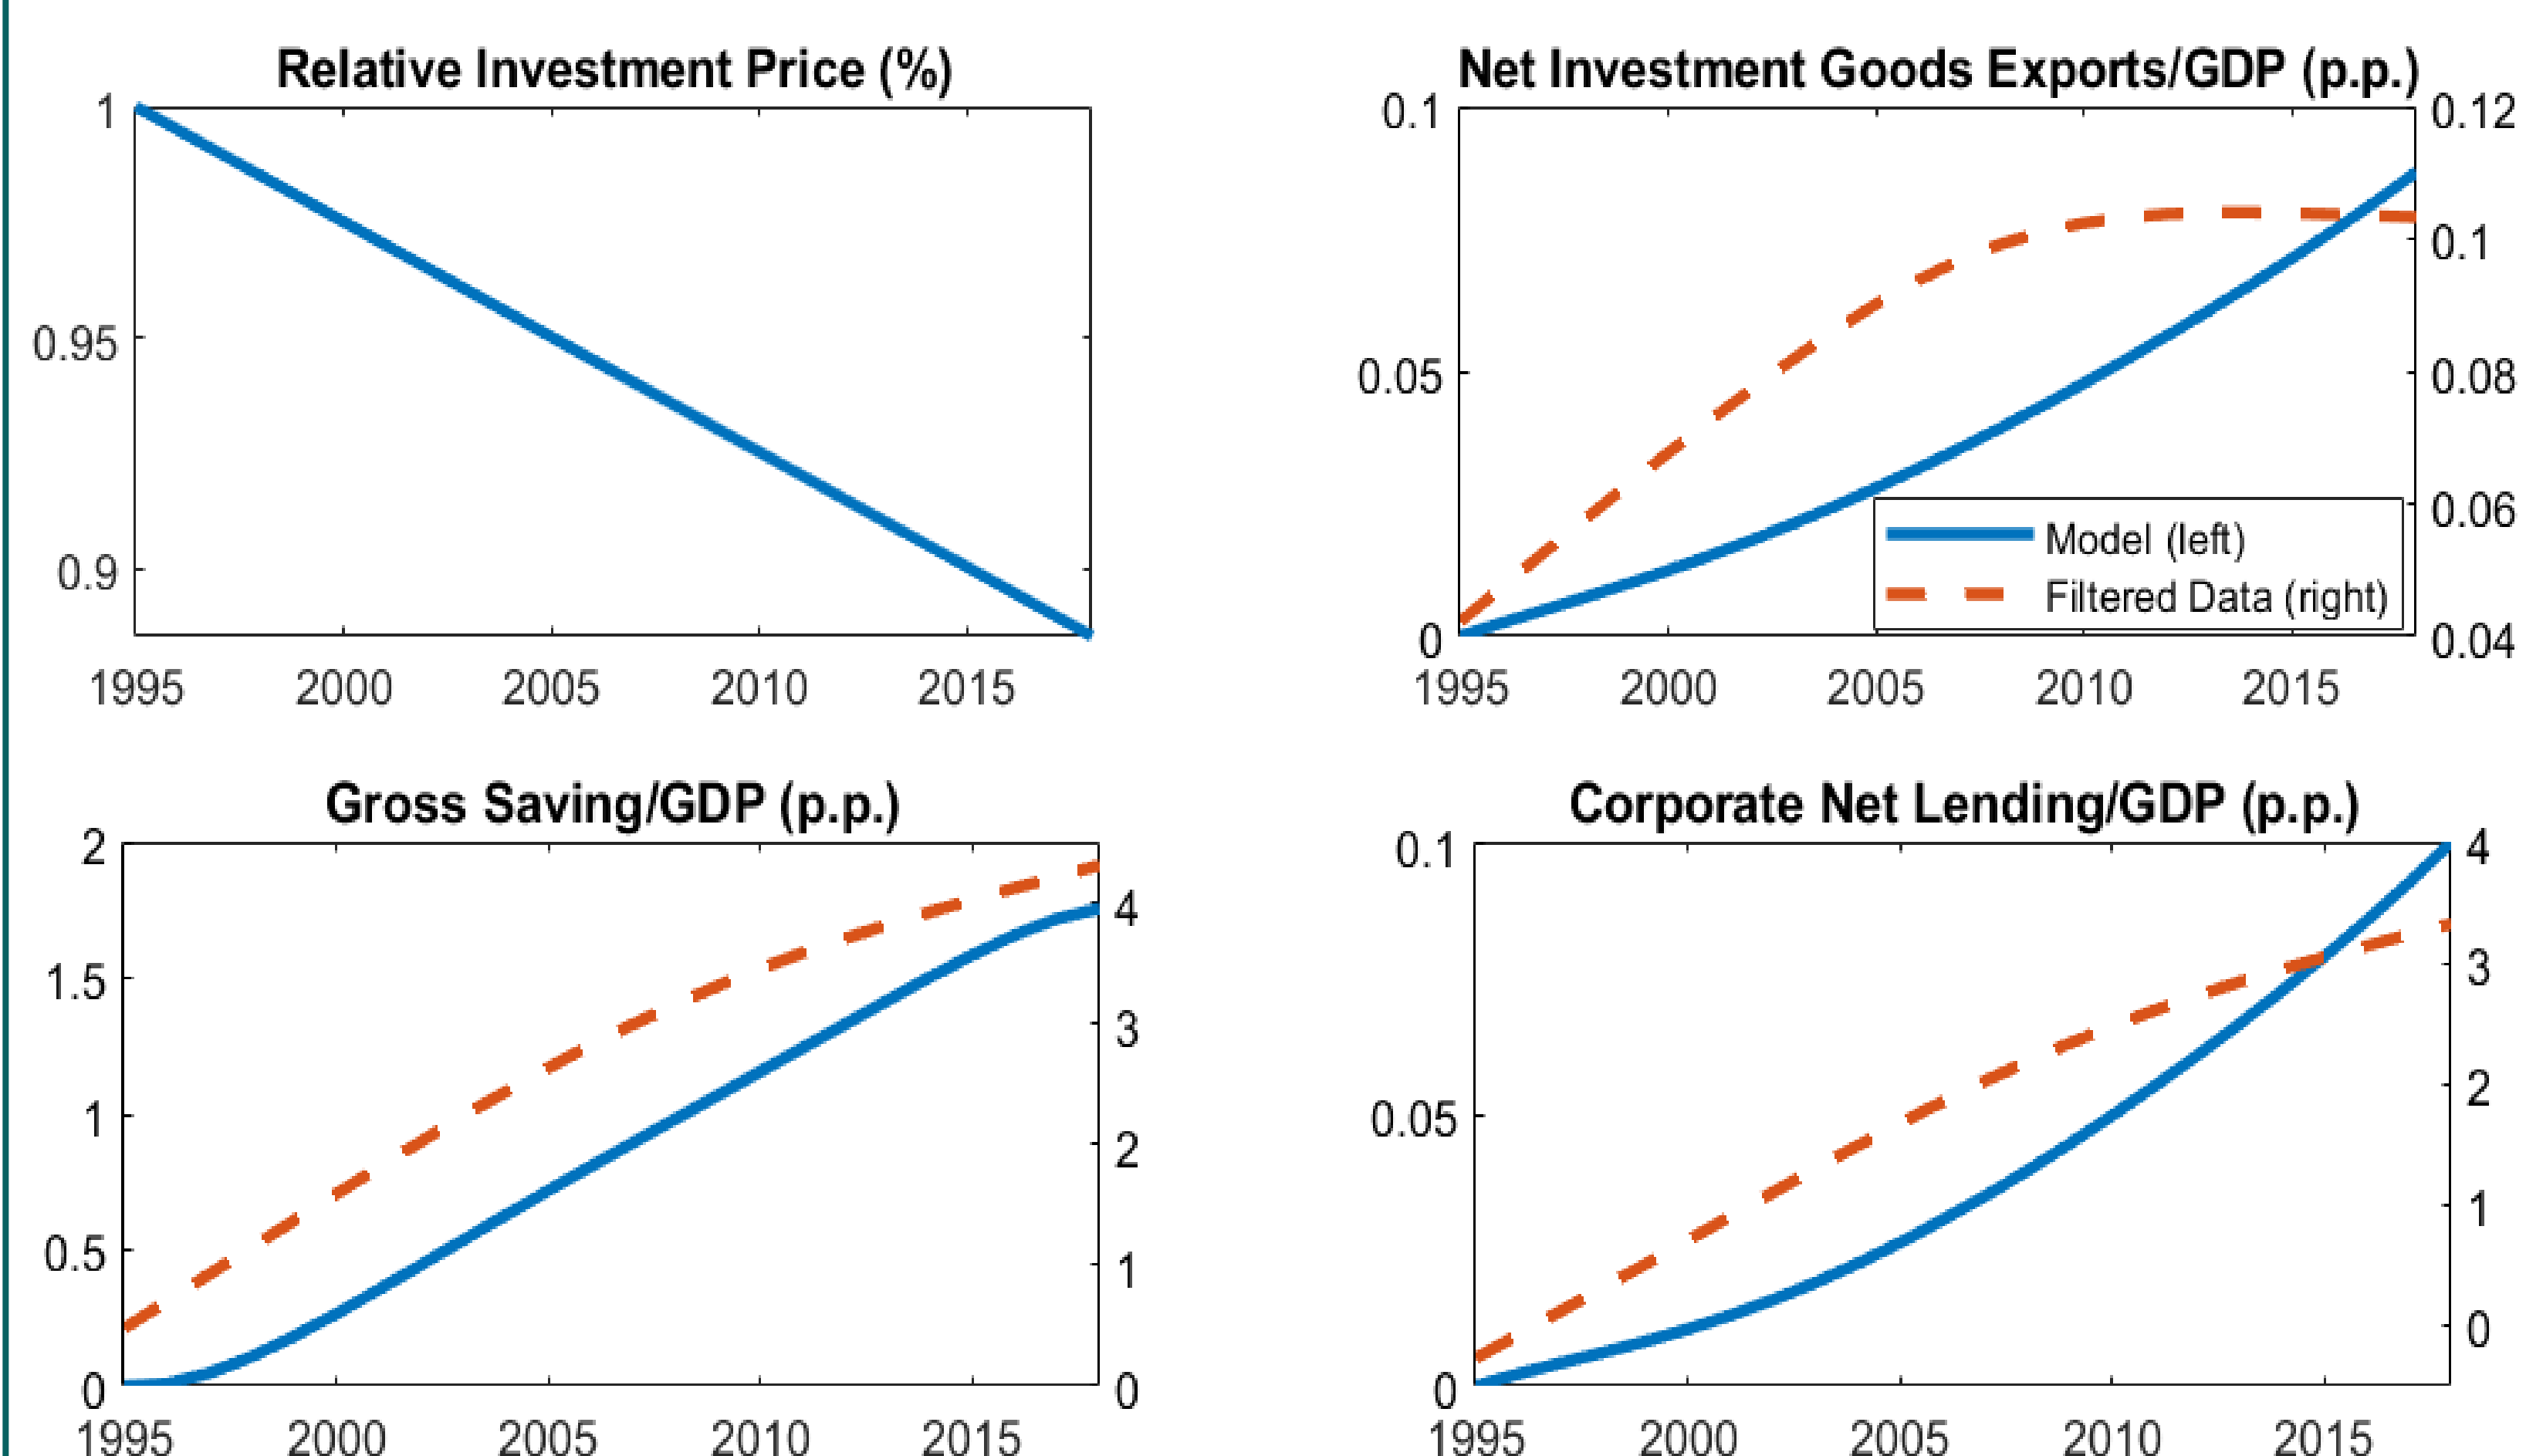 Relative Investment Price (%)
1
0.95
0.9
1995 2000 2005 2010 2015
Net Investment Goods Exports/GDP (p.p.)
0.1
0.05
0
0.12
0.1
0.08
0.06
0.04
Model (left)
Filtered Data (right)
1995 2000 2005 2010 2015
Gross Saving/GDP (p.p.)
2
1.5
1
0.5
0
4
3
2
1
0
1995 2000 2005 2010 2015
Corporate Net Lending/GDP (p.p.)
0.1
0.05
0
4
3
2
1
0
1995 2000 2005 2010 2015